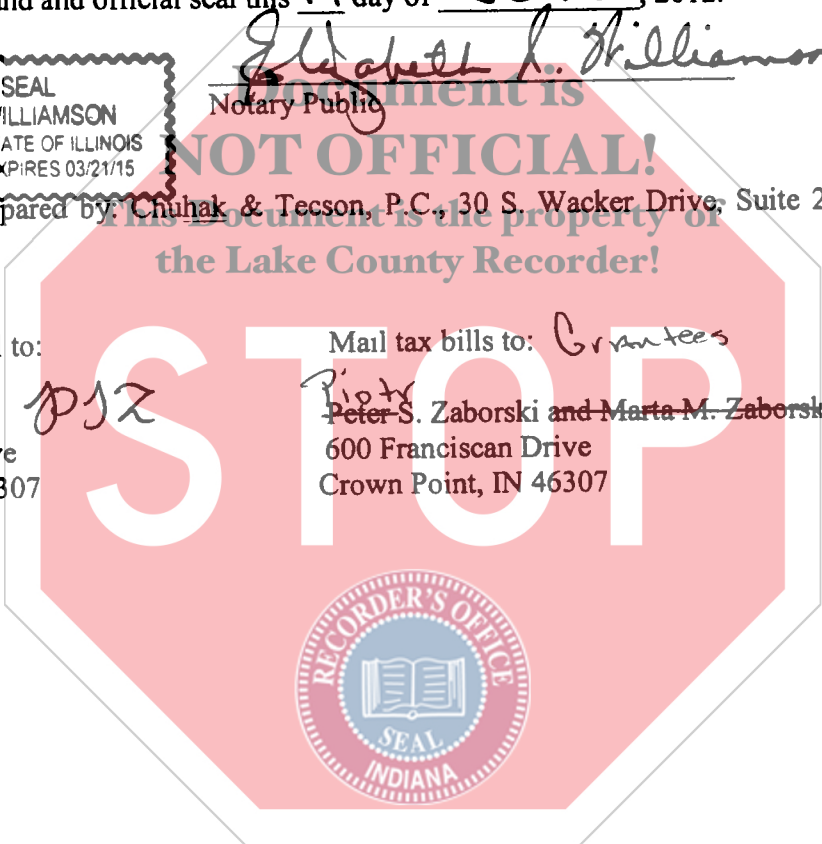 and official seal this day of
Elizabeth L. Williamson
Notary Public
SEAL
WILLIAMSON
STATE OF ILLINOIS
EXPIRES 03/21/15
Document is
NOT OFFICIAL!
This Document is the property of
the Lake County Recorder!
pared by: Chuhak & Tecson, P.C., 30 S. Wacker Drive, Suite 2
to:
Mail tax bills to: Grantees
PSZ
Piotr
Peter S. Zaborski and Marta M. Zaborsk
600 Franciscan Drive
307
Crown Point, IN 46307
STOP
RECORDER'S OFFICE
SEAL
INDIANA